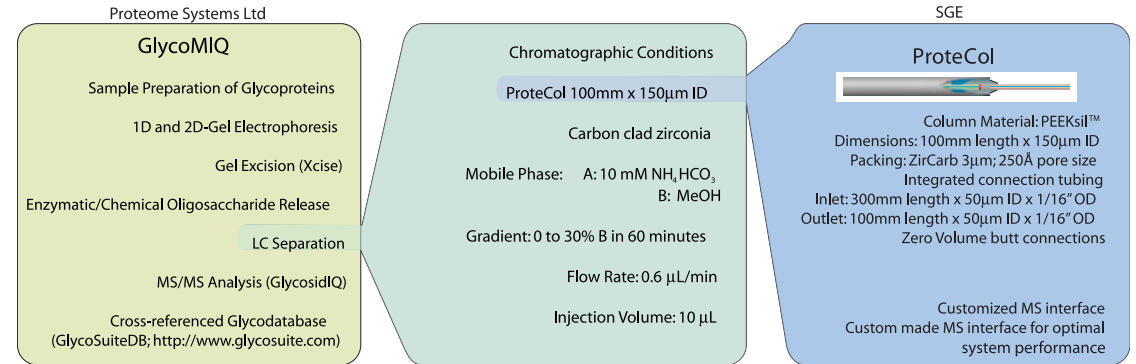 Proteome Systems Ltd
GlycoMIQ
Sample Preparation of Glycoproteins
1D and 2D-Gel Electrophoresis
Gel Excision (Xcise)
Enzymatic/Chemical Oligosaccharide Release
LC Separation
MS/MS Analysis (GlycosidIQ)
Cross-referenced Glycodatabase
(GlycoSuiteDB; http://www.glycosuite.com)
Chromatographic Conditions
ProteCol 100mm x 150μm ID
Carbon clad zirconia
Mobile Phase: A: 10 mM NH₄HCO₃
B: MeOH
Gradient: 0 to 30% B in 60 minutes
Flow Rate: 0.6 μL/min
Injection Volume: 10 μL
SGE
ProteCol
Column Material: PEEKsil™
Dimensions: 100mm length x 150μm ID
Packing: ZirCarb 3μm; 250Å pore size
Integrated connection tubing
Inlet: 300mm length x 50μm ID x 1/16” OD
Outlet: 100mm length x 50μm ID x 1/16” OD
Zero Volume butt connections
Customized MS interface
Custom made MS interface for optimal
system performance